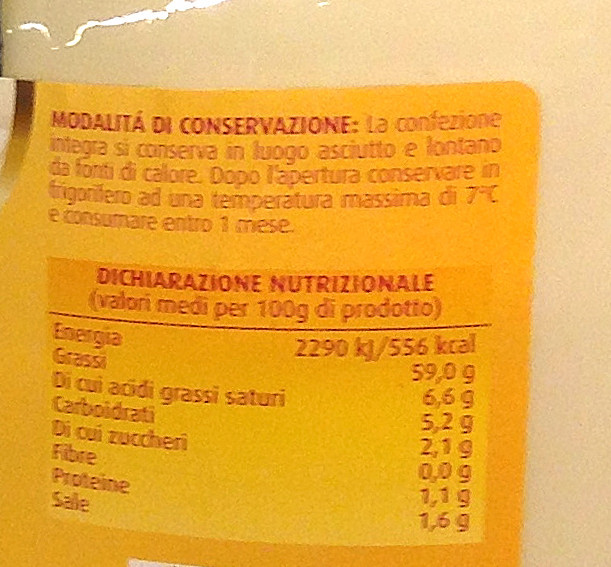 MODALITÁ DI CONSERVAZIONE: La confezione
integra si conserva in luogo asciutto e lontano
da fonti di calore. Dopo l'apertura conservare in
frigorifero ad una temperatura massima di 7°C
e consumare entro 1 mese.
DICHIARAZIONE NUTRIZIONALE
(valori medi per 100g di prodotto)
Energia 2290 kJ/556 kcal
Grassi 59,0 g
Di cui acidi grassi saturi 6,6 g
Carboidrati 5,2 g
Di cui zuccheri 2,1 g
Fibre 0,0 g
Proteine 1,1 g
Sale 1,6 g